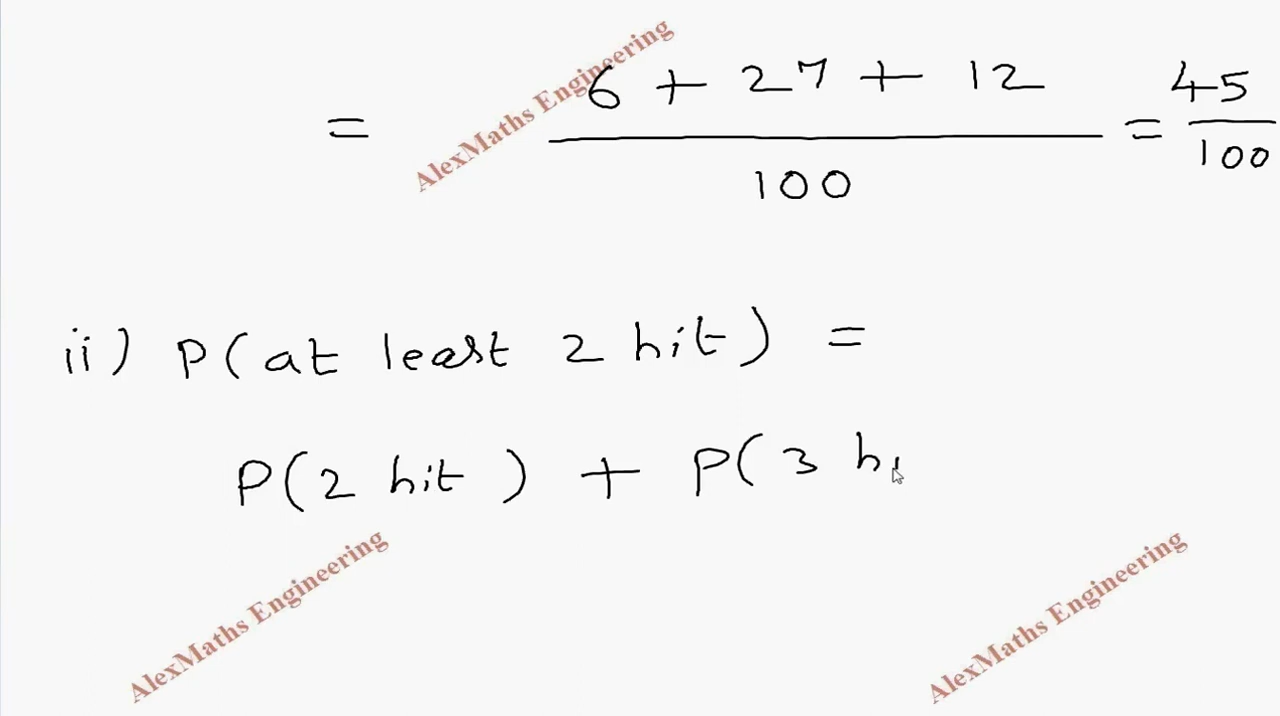 AlexMaths Engineering
= 6 + 27 + 12 / 100 = 45 / 100
ii) P(at least 2 hit) =
P(2 hit) + P(3 h
AlexMaths Engineering
AlexMaths Engineering